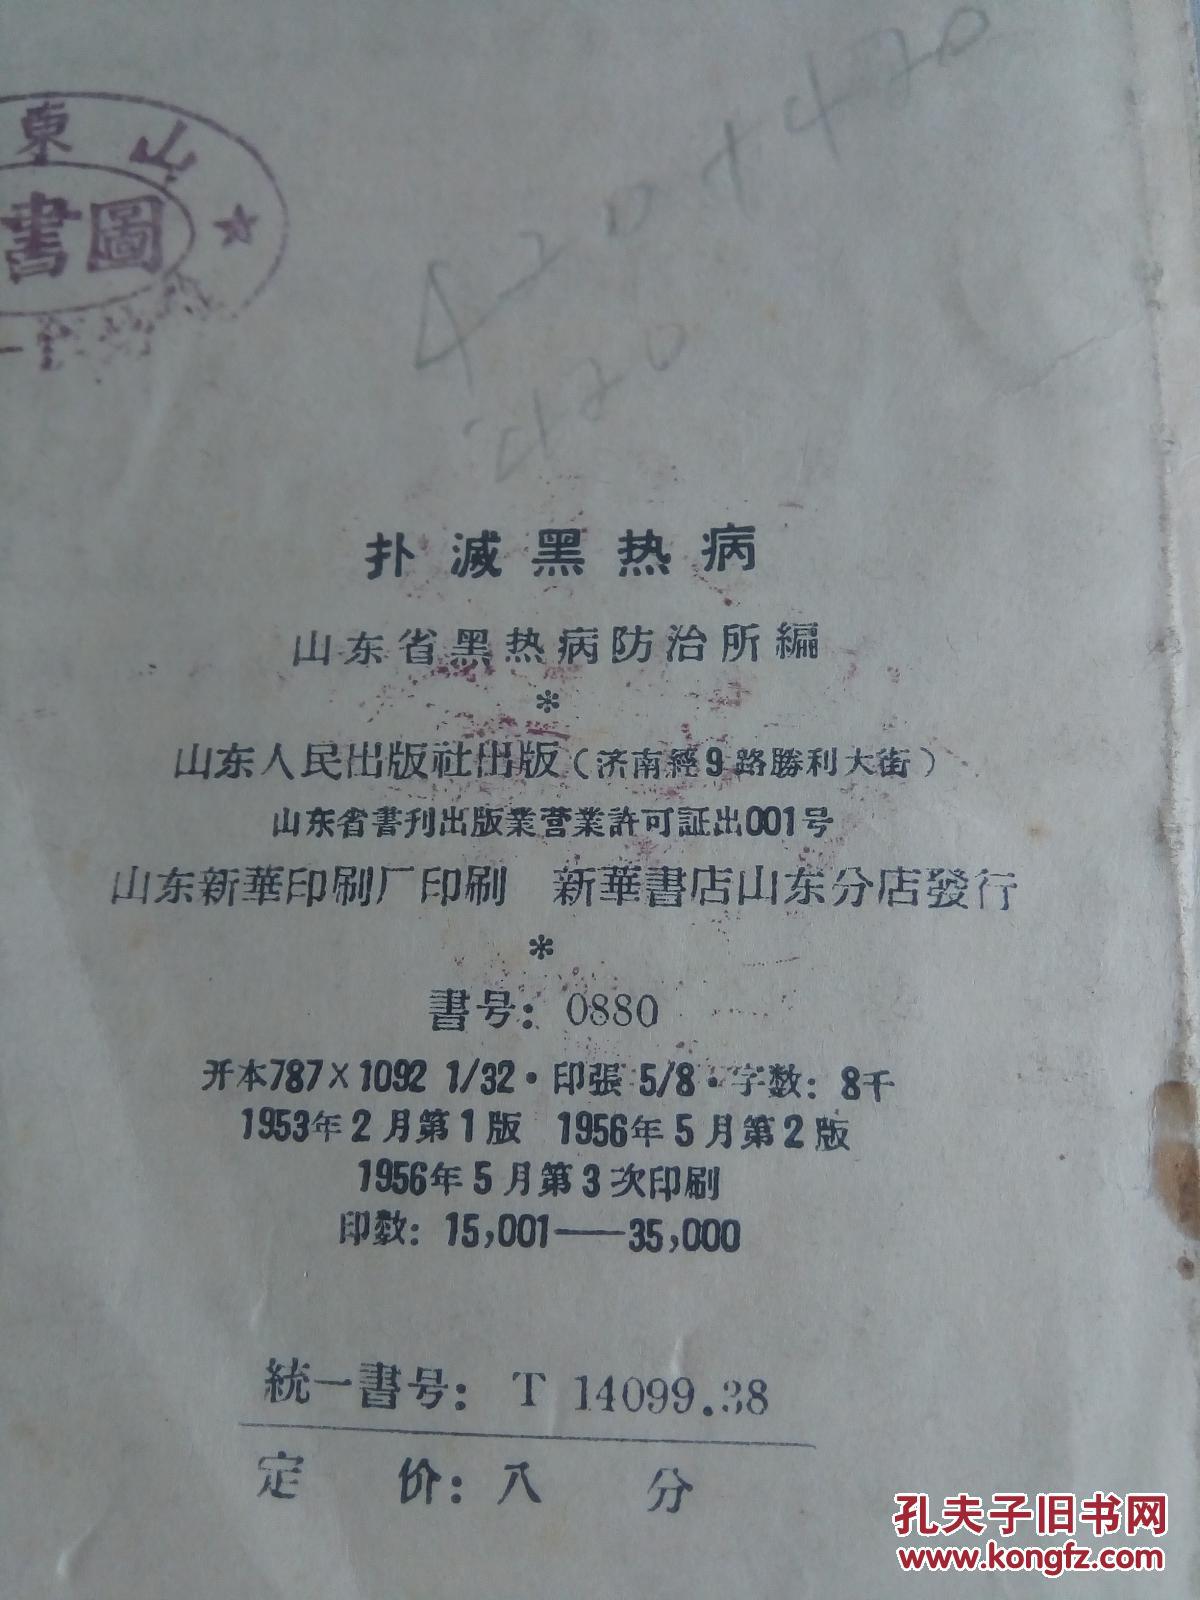 山東
圖書
420+420
420
扑滅黑热病
山东省黑热病防治所編
*
山东人民出版社出版（济南經9路勝利大街）
山东省書刊出版業营業許可証出001号
山东新華印刷厂印刷 新華書店山东分店發行
*
書号：0880
开本787×1092 1/32·印張 5/8·字数：8千
1953年2月第1版 1956年5月第2版
1956年5月第3次印刷
印数：15,001——35,000
統一書号：T 14099.38
定 价：八 分
孔夫子旧书网
www.kongfz.com